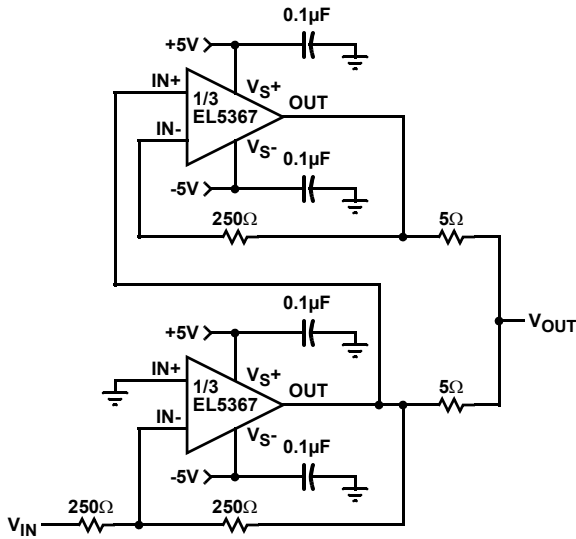 0.1µF
+5V
IN+
VS+
OUT
1/3
EL5367
IN-
VS-
0.1µF
-5V
250Ω
5Ω
0.1µF
+5V
VOUT
IN+
VS+
OUT
5Ω
1/3
EL5367
IN-
VS-
0.1µF
-5V
250Ω
250Ω
VIN